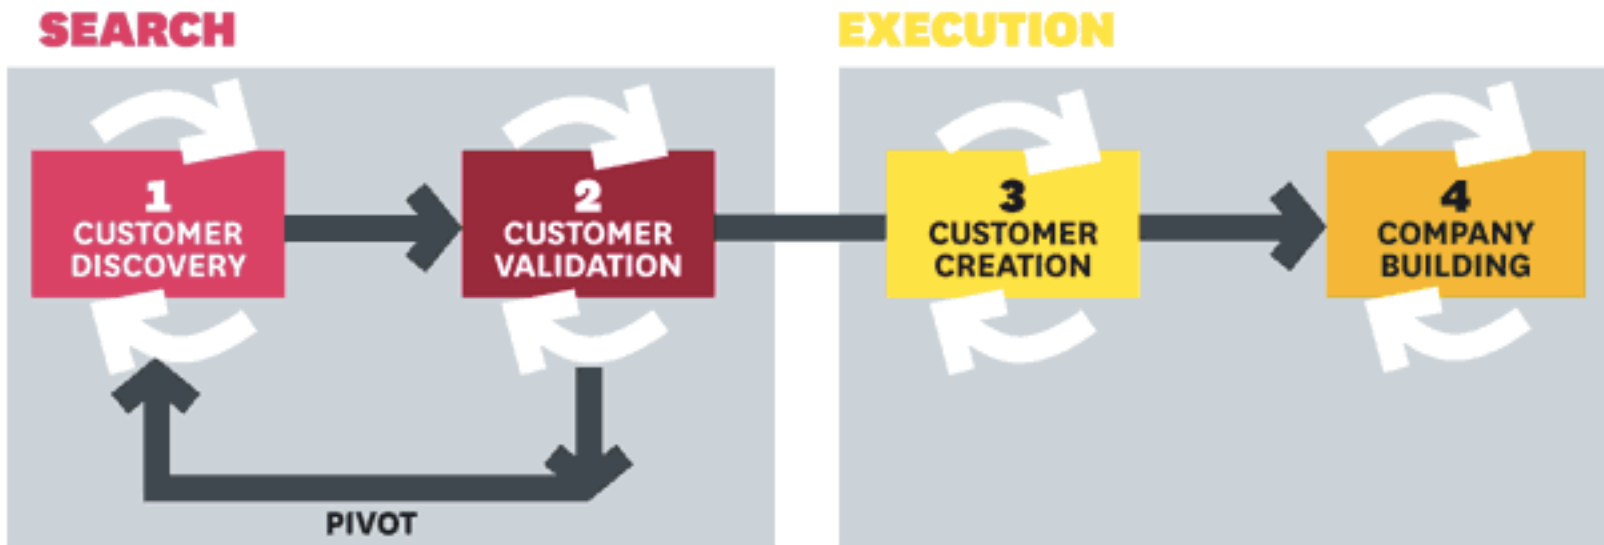 SEARCH
EXECUTION
1
CUSTOMER
DISCOVERY
2
CUSTOMER
VALIDATION
3
CUSTOMER
CREATION
4
COMPANY
BUILDING
PIVOT